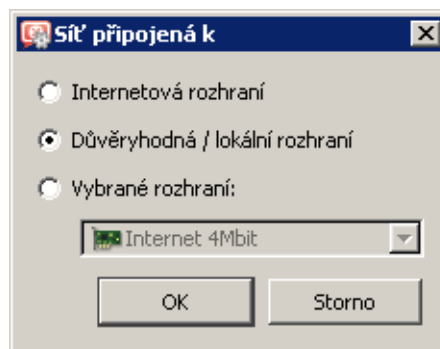 Síť připojená k
Internetová rozhraní
Důvěryhodná / lokální rozhraní
Vybrané rozhraní:
Internet 4Mbit
OK
Storno